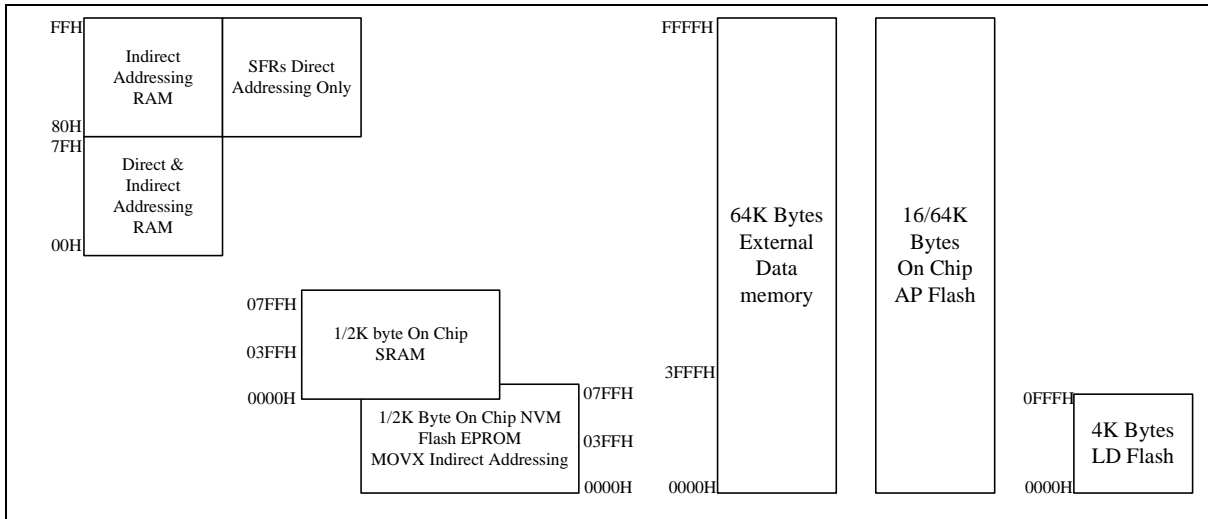 FFH
Indirect
Addressing
RAM
SFRs Direct
Addressing Only
80H
7FH
Direct &
Indirect
Addressing
RAM
00H
07FFH
1/2K byte On Chip
SRAM
03FFH
0000H
07FFH
1/2K Byte On Chip NVM
Flash EPROM
MOVX Indirect Addressing
03FFH
0000H
FFFFH
64K Bytes
External
Data
memory
3FFFH
0000H
16/64K
Bytes
On Chip
AP Flash
0FFFH
4K Bytes
LD Flash
0000H